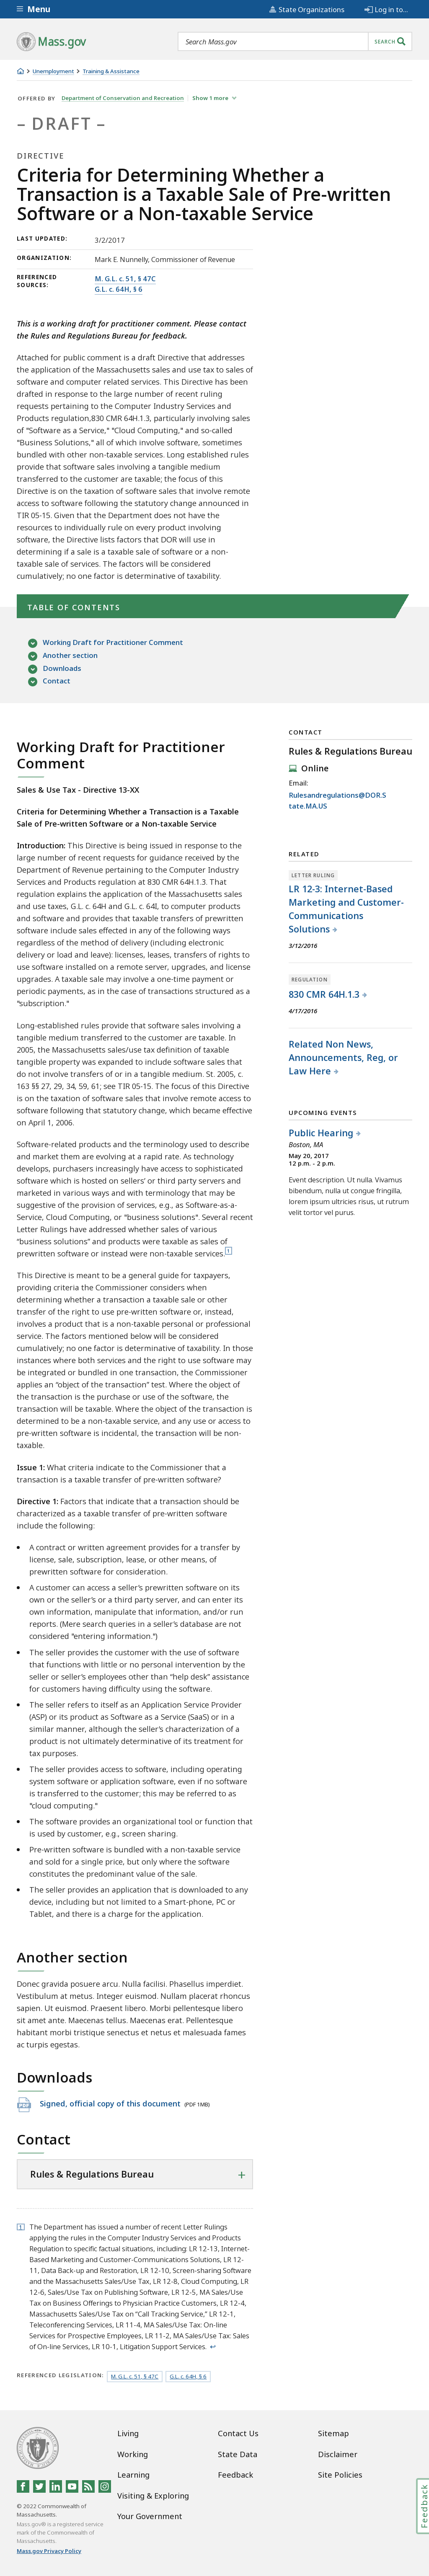 Menu
State Organizations
Log in to...
Mass.gov
Search Mass.gov
SEARCH
Unemployment
Training & Assistance
OFFERED BY
Department of Conservation and Recreation
Show 1 more
– DRAFT –
DIRECTIVE
Criteria for Determining Whether a
Transaction is a Taxable Sale of Pre-written
Software or a Non-taxable Service
LAST UPDATED:
3/2/2017
ORGANIZATION:
Mark E. Nunnelly, Commissioner of Revenue
REFERENCED
SOURCES:
M. G.L. c. 51, § 47C
G.L. c. 64H, § 6
This is a working draft for practitioner comment. Please contact
the Rules and Regulations Bureau for feedback.
Attached for public comment is a draft Directive that addresses
the application of the Massachusetts sales and use tax to sales of
software and computer related services. This Directive has been
drafted in response to the large number of recent ruling
requests pertaining to the Computer Industry Services and
Products regulation,830 CMR 64H.1.3, particularly involving sales
of "Software as a Service," "Cloud Computing," and so-called
"Business Solutions," all of which involve software, sometimes
bundled with other services. Long established rules involving
software transferred through a tangible medium and
transferred to the customer are taxable; focus of this
Directive is on the taxation of software sales that involve remote
access to software following the statutory change announced in
TIR 05-15. Given that the Department does not have the
resources to individually rule on every product involving
software, the Directive lists factors that DOR will use in
determining if a sale is a taxable sale of software or a non-
taxable sale of services. All of the factors will be considered
cumulatively; no one factor is determinative of taxability.
TABLE OF CONTENTS
Working Draft for Practitioner Comment
Another section
Downloads
Contact
Working Draft for Practitioner
Comment
Sales & Use Tax - Directive 13-XX
Criteria for Determining Whether a Transaction is a Taxable
Sale of Pre-written Software or a Non-taxable Service
Introduction: This Directive is being issued in response to the
large number of recent requests for guidance received by the
Department of Revenue pertaining to the Computer Industry
Services and Products regulation at 830 CMR 64H.1.3. That
regulation explains the application of the Massachusetts sales
and use taxes, G.L. c. 64H and G.L. c. 64I, to computer products
sold and transferred through a variety of means without regard
to either the method of delivery (including electronic
delivery or load and leave), licenses and leases, transfers of rights
to use software installed on a remote server, upgrades, and license
upgrade. A taxable sale may involve a one-time payment or
periodic charges, in some instances where a sale is structured as
a "subscription."
Long-established rules provide that software sales involving a
tangible medium being transferred to the customer are taxable. In
2005, the Massachusetts sales/use tax definition of taxable
tangible property was expanded to include software sales that do
not involve transfers of or in a tangible medium. St. 2005, c.
163 §§ 27, 29, 34, 59, 61; see TIR 05-15. The focus of this Directive
is on the taxation of software sales that involve remote access to
software following that statutory change, which became effective
on April 1, 2006.
Software-related products and the terminology used to describe
and market them are evolving at a rapid rate. As technology
develops, purchasers increasingly have access to and can use
software which is hosted on sellers' or third party servers, and can enter
marketed in various ways and with terminology that may be
suggestive of the provision of services, e.g., as Software-as-a-
Service, Cloud Computing, or "business solutions". Several recent
Letter Rulings have addressed whether sales of various
“business solutions” and products were taxable as sales of
prewritten software or instead were non-taxable services.1
This Directive is meant to be a general guide for taxpayers,
providing criteria the Commissioner considers when
determining whether a transaction a taxable sale or other
transfer of the right to use pre-written software or, instead,
involves a product that is a non-taxable personal or professional
service. The factors mentioned below will be considered
cumulatively; no one factor is determinative of taxability. In those
instances where both services and the right to use software may
be integrated or bundled in one transaction, the Commissioner
applies an “object of the transaction” test. Where the object of
the transaction is use or access to pre-written software, the
transaction will be taxable. Where the object of the transaction is
determined to be a non-taxable service, and any use or access to
pre-written software is incidental, the transaction will be non-
taxable.
Issue 1: What criteria indicate to the Commissioner that a
transaction is a taxable transfer of pre-written software?
Directive 1: Factors that indicate that a transaction should be
characterized as a taxable transfer of pre-written software
include the following:
A contract or written agreement provides for a transfer by
license, sale, subscription, lease, or other means, of
prewritten software for consideration.
A customer can access a seller’s prewritten software on its
own or the seller’s or a third party server, and can enter its
own information, manipulate that information, and/or run
reports. (Mere search queries in a seller’s database are not
considered "entering information.")
The seller provides the customer with the use of software
that functions with little or no personal intervention by the
seller or seller’s employees other than “help desk” assistance
for customers having difficulty using the software.
The seller refers to itself as an Application Service Provider
(ASP) or its product as Software as a Service (SaaS) or in a
similar manner, although the seller’s characterization of a
product is not ultimately determinative of its treatment for
tax purposes.
The seller provides access to software, including operating
system software or application software, even if no software
is transferred to the customer; this may be referred to as
“cloud computing.”
The software provides an organizational tool or function that
is used by customer, e.g., screen sharing.
Pre-written software is bundled with a non-taxable service
and sold for a single price, but only where the software
constitutes the predominant value of the sale.
The seller provides an application that is downloaded to any
device, including but not limited to a Smart-phone, PC or
Tablet, and there is a charge for the application.
Another section
Donec gravida posuere arcu. Nulla facilisi. Phasellus imperdiet.
Vestibulum at metus. Integer euismod. Nullam placerat rhoncus
sapien. Ut euismod. Praesent libero. Morbi pellentesque libero
sit amet ante. Maecenas tellus. Maecenas erat. Pellentesque
habitant morbi tristique senectus et netus et malesuada fames
ac turpis egestas.
Downloads
Signed, official copy of this document (PDF 1MB)
Contact
Rules & Regulations Bureau
1 The Department has issued a number of recent Letter Rulings
applying the rules in the Computer Industry Services and Products
Regulation to specific factual situations, including: LR 12-13, Internet-
Based Marketing and Customer-Communications Solutions, LR 12-
11, Data Back-up and Restoration, LR 12-10, Screen-sharing Software
and the Massachusetts Sales/Use Tax, LR 12-8, Cloud Computing, LR
12-6, Sales/Use Tax on Publishing Software, LR 12-5, MA Sales/Use
Tax on Business Offerings to Physician Practice Customers, LR 12-4,
Massachusetts Sales/Use Tax on “Call Tracking Service,” LR 12-1,
Teleconferencing Services, LR 11-4, MA Sales/Use Tax: On-line
Services for Prospective Employees, LR 11-2, MA Sales/Use Tax: Sales
of On-line Services, LR 10-1, Litigation Support Services. ↩
REFERENCED LEGISLATION:
M. G.L. c. 51, § 47C
G.L. c. 64H, § 6
CONTACT
Rules & Regulations Bureau
Online
Email:
Rulesandregulations@DOR.S
tate.MA.US
RELATED
LETTER RULING
LR 12-3: Internet-Based
Marketing and Customer-
Communications
Solutions
3/12/2016
REGULATION
830 CMR 64H.1.3
4/17/2016
Related Non News,
Announcements, Reg, or
Law Here
UPCOMING EVENTS
Public Hearing
Boston, MA
May 20, 2017
12 p.m. - 2 p.m.
Event description. Ut nulla. Vivamus
bibendum, nulla ut congue fringilla,
lorem ipsum ultricies risus, ut rutrum
velit tortor vel purus.
Living
Working
Learning
Visiting & Exploring
Your Government
Contact Us
State Data
Feedback
Sitemap
Disclaimer
Site Policies
© 2022 Commonwealth of
Massachusetts.
Mass.gov® is a registered service
mark of the Commonwealth of
Massachusetts.
Mass.gov Privacy Policy
Feedback